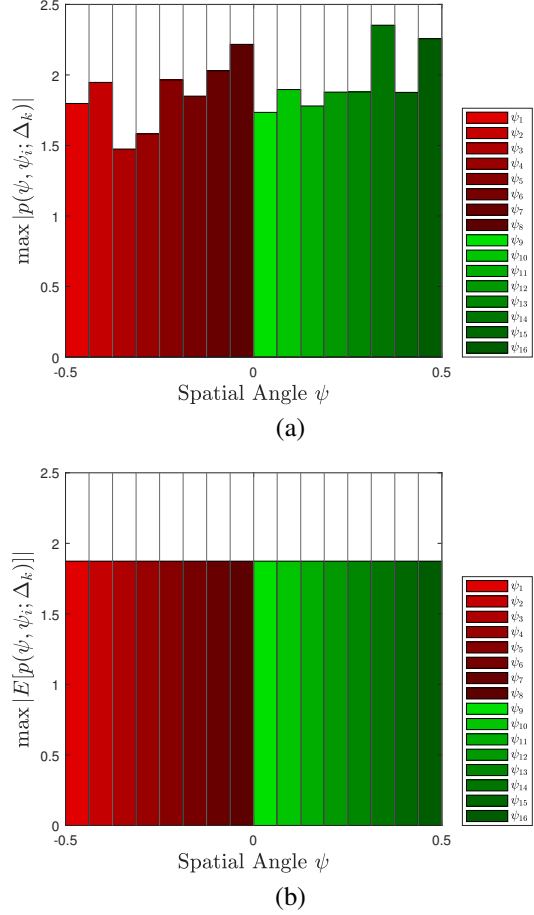 2.5
2
1.5
1
0.5
0
max |p(ψ, ψ_i; Δ_k)|
-0.5 0 0.5
Spatial Angle ψ
ψ_1
ψ_2
ψ_3
ψ_4
ψ_5
ψ_6
ψ_7
ψ_8
ψ_9
ψ_10
ψ_11
ψ_12
ψ_13
ψ_14
ψ_15
ψ_16
(a)
2.5
2
1.5
1
0.5
0
max |E[p(ψ, ψ_i; Δ_k)]|
-0.5 0 0.5
Spatial Angle ψ
ψ_1
ψ_2
ψ_3
ψ_4
ψ_5
ψ_6
ψ_7
ψ_8
ψ_9
ψ_10
ψ_11
ψ_12
ψ_13
ψ_14
ψ_15
ψ_16
(b)